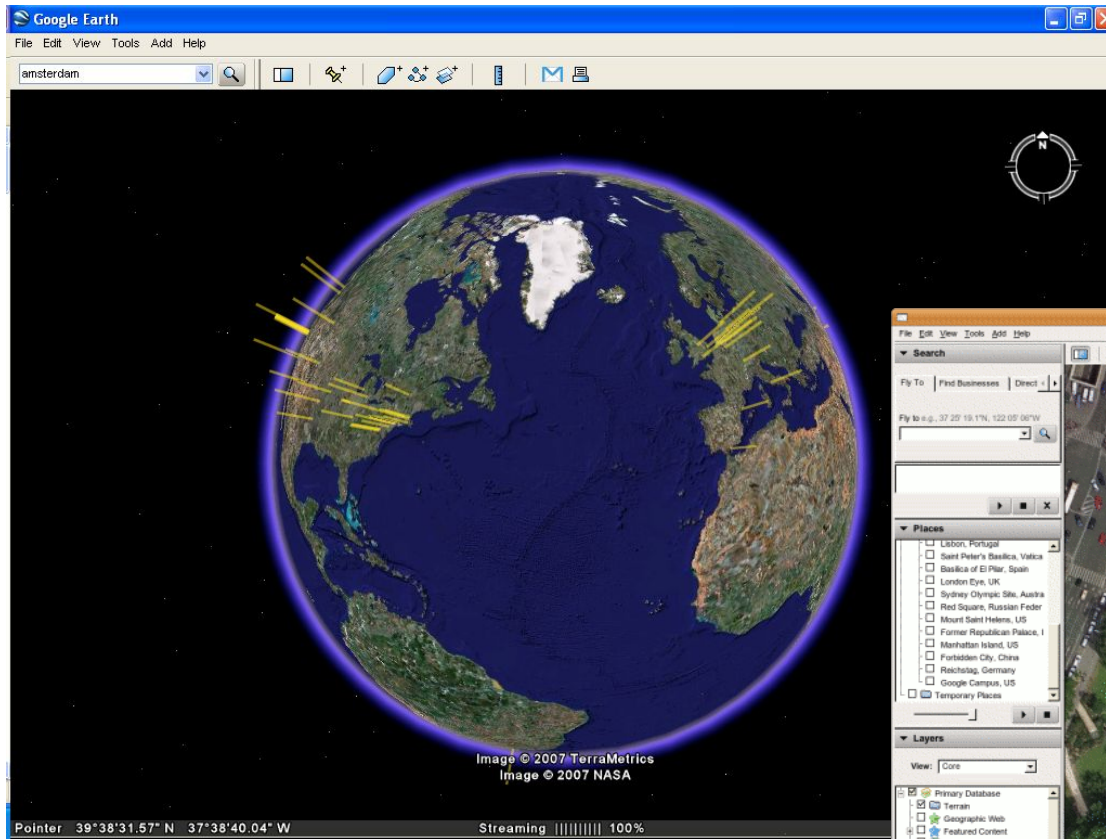 Google Earth
File Edit View Tools Add Help
amsterdam
N
File Edit View Tools Add Help
Search
Fly To Find Businesses Direct
Fly to e.g., 37 25' 19.1"N, 122 05' 06"W
Places
Lisbon, Portugal
Saint Peter's Basilica, Vatica
Basilica of El Pilar, Spain
London Eye, UK
Sydney Olympic Site, Austra
Red Square, Russian Feder
Mount Saint Helens, US
Former Republican Palace, I
Manhattan Island, US
Forbidden City, China
Reichstag, Germany
Google Campus, US
Temporary Places
Layers
View: Core
Primary Database
Terrain
Geographic Web
Featured Content
Image © 2007 TerraMetrics
Image © 2007 NASA
Pointer 39°38'31.57" N 37°38'40.04" W Streaming |||||||||| 100%